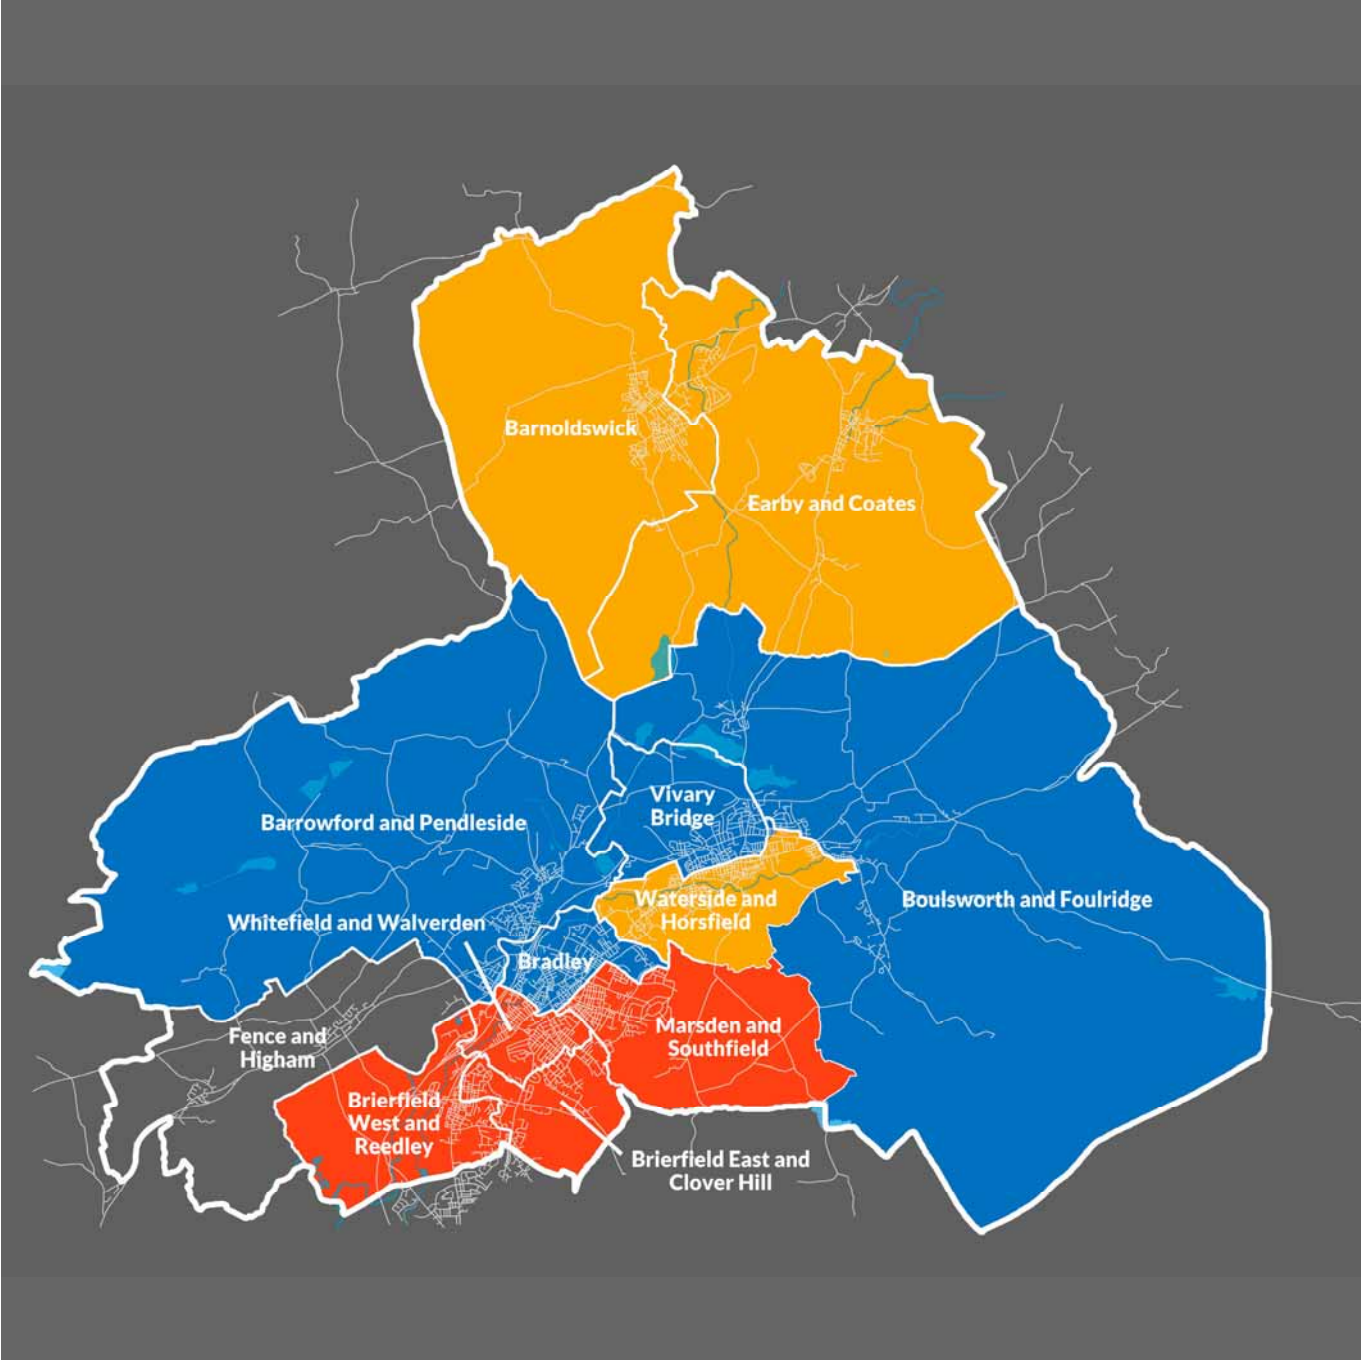 Barnoldswick
Earby and Coates
Vivary
Bridge
Barrowford and Pendleside
Waterside and
Horsfield
Boulsworth and Foulridge
Whitefield and Walverden
Bradley
Fence and
Higham
Marsden and
Southfield
Brierfield
West and
Reedley
Brierfield East and
Clover Hill